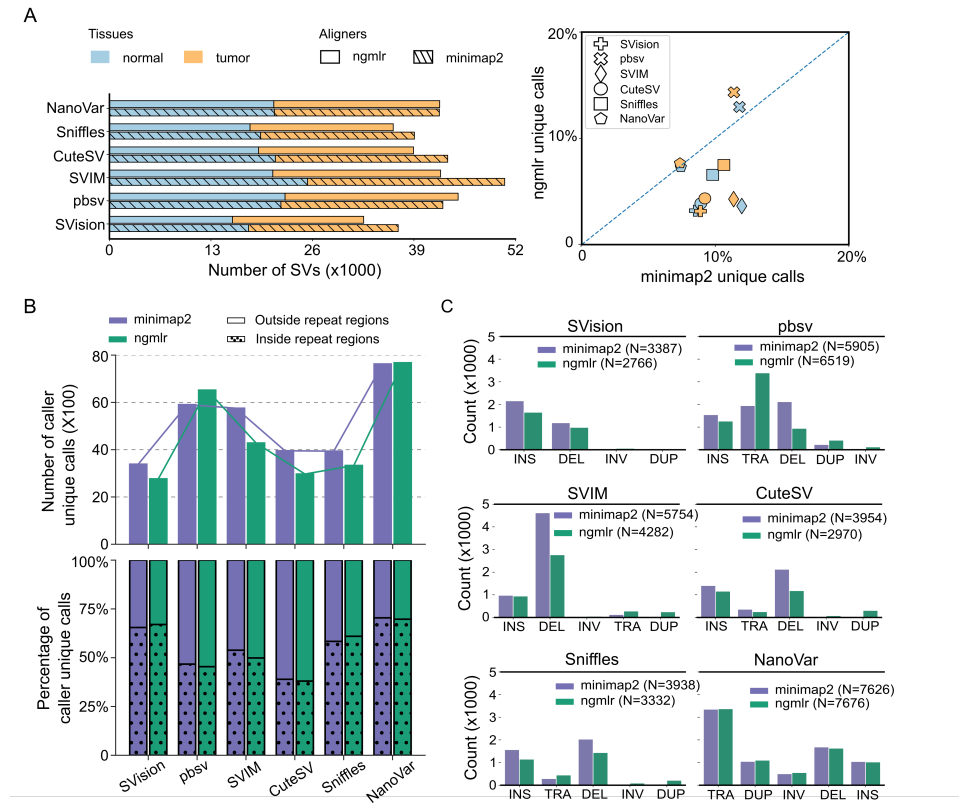 A
Tissues
normal
tumor
Aligners
ngmlr
minimap2
NanoVar
Sniffles
CuteSV
SVIM
pbsv
SVision
0
13
26
39
52
Number of SVs (x1000)
20%
10%
0
ngmlr unique calls
SVision
pbsv
SVIM
CuteSV
Sniffles
NanoVar
0
10%
20%
minimap2 unique calls
B
minimap2
ngmlr
Outside repeat regions
Inside repeat regions
80
60
40
20
0
Number of caller
unique calls (X100)
100%
75%
50%
25%
0
Percentage of
caller unique calls
SVision
pbsv
SVIM
CuteSV
Sniffles
NanoVar
C
SVision
5
4
3
2
1
0
Count (x1000)
minimap2 (N=3387)
ngmlr (N=2766)
INS DEL INV DUP
pbsv
minimap2 (N=5905)
ngmlr (N=6519)
INS TRA DEL DUP INV
SVIM
5
4
3
2
1
0
Count (x1000)
minimap2 (N=5754)
ngmlr (N=4282)
INS DEL INV TRA DUP
CuteSV
minimap2 (N=3954)
ngmlr (N=2970)
INS TRA DEL INV DUP
Sniffles
5
4
3
2
1
0
Count (x1000)
minimap2 (N=3938)
ngmlr (N=3332)
INS TRA DEL INV DUP
NanoVar
minimap2 (N=7626)
ngmlr (N=7676)
TRA DUP INV DEL INS